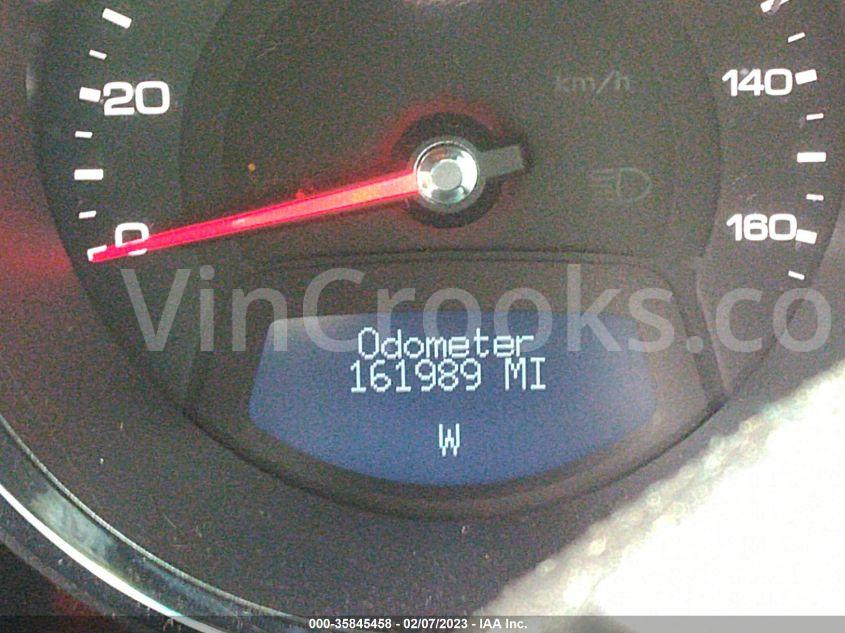 km/h
20
140
0
160
VinCrooks.co
Odometer
161989 MI
W
000-35845458 - 02/07/2023 - IAA Inc.